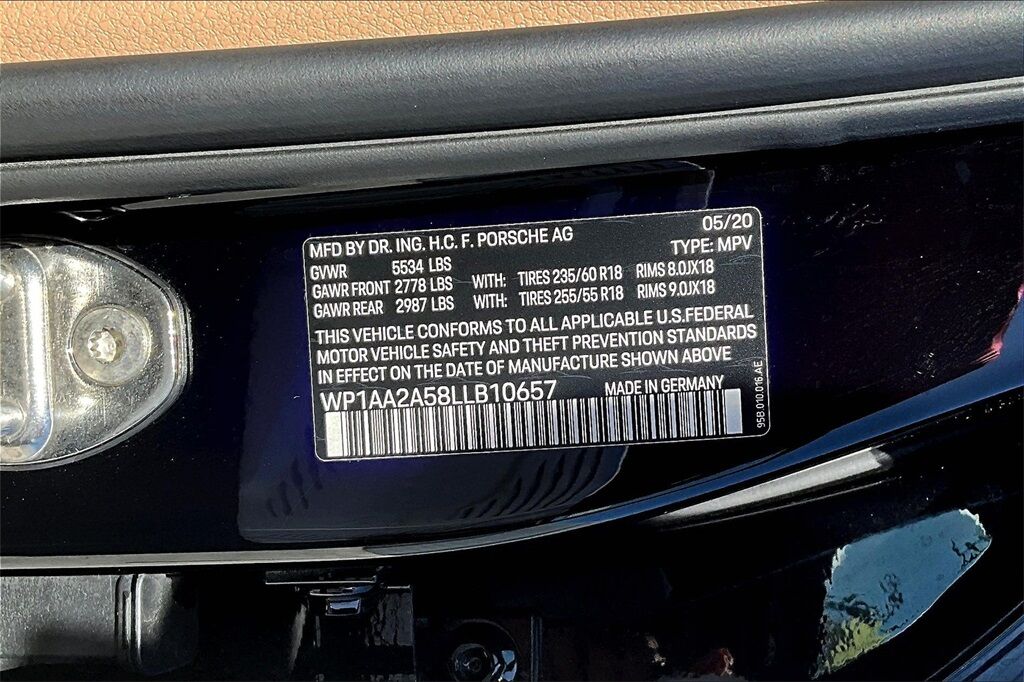 MFD BY DR. ING. H.C. F. PORSCHE AG 05/20
TYPE: MPV
GVWR 5534 LBS
GAWR FRONT 2778 LBS WITH: TIRES 235/60 R18 RIMS 8.0JX18
GAWR REAR 2987 LBS WITH: TIRES 255/55 R18 RIMS 9.0JX18
THIS VEHICLE CONFORMS TO ALL APPLICABLE U.S.FEDERAL
MOTOR VEHICLE SAFETY AND THEFT PREVENTION STANDARDS
IN EFFECT ON THE DATE OF MANUFACTURE SHOWN ABOVE
WP1AA2A58LLB10657 MADE IN GERMANY
95B.010.016.AE